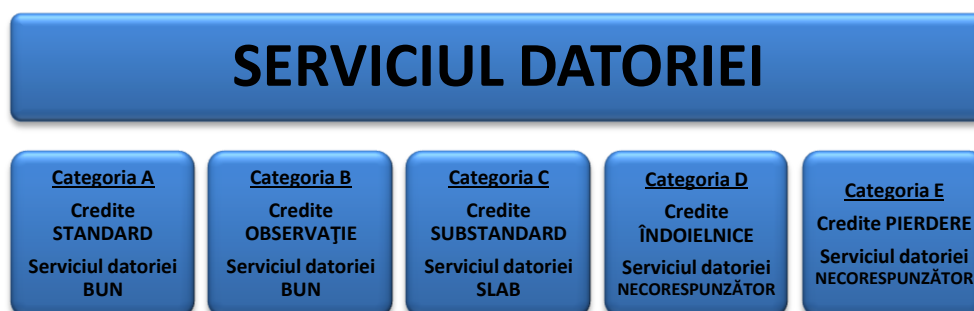 SERVICIUL DATORIEI
Categoria A
Credite
STANDARD
Serviciul datoriei
BUN
Categoria B
Credite
OBSERVAŢIE
Serviciul datoriei
BUN
Categoria C
Credite
SUBSTANDARD
Serviciul datoriei
SLAB
Categoria D
Credite
ÎNDOIELNICE
Serviciul datoriei
NECORESPUNZĂTOR
Categoria E
Credite PIERDERE
Serviciul datoriei
NECORESPUNZĂTOR